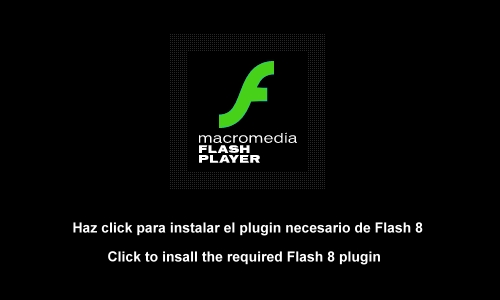 macromedia
FLASH
PLAYER
Haz click para instalar el plugin necesario de Flash 8
Click to insall the required Flash 8 plugin